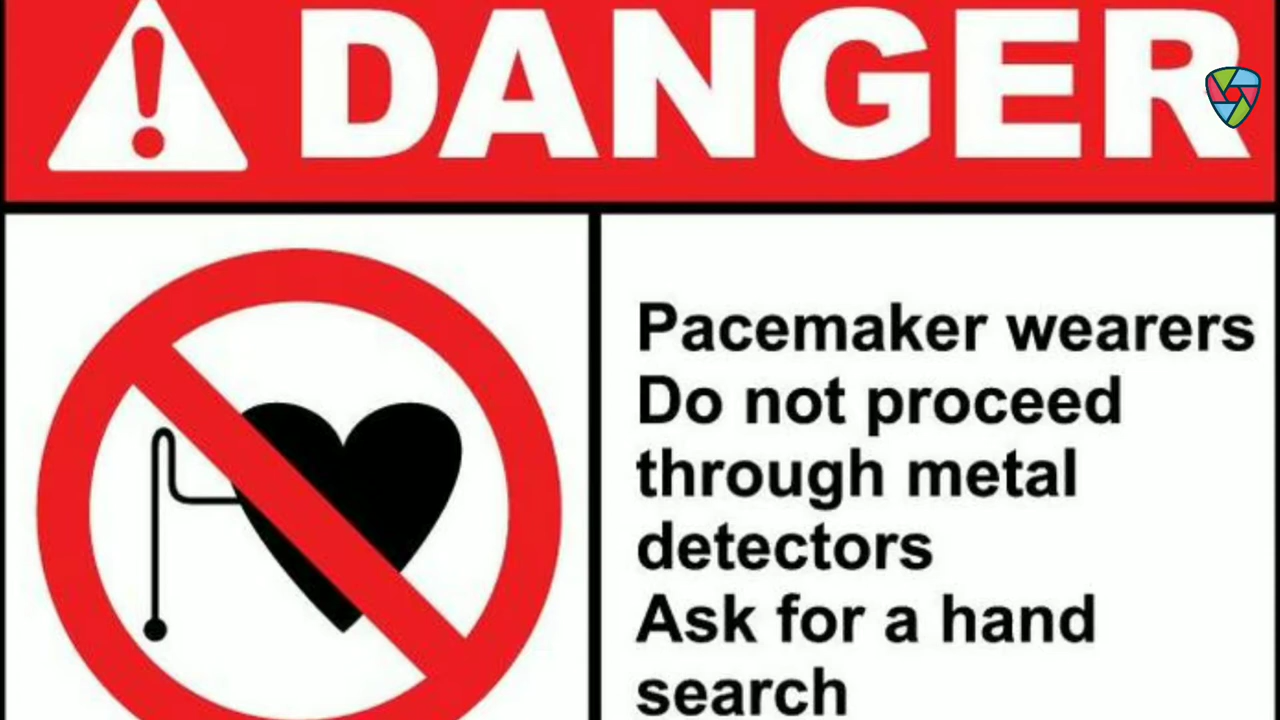 DANGER
Pacemaker wearers
Do not proceed
through metal
detectors
Ask for a hand
search